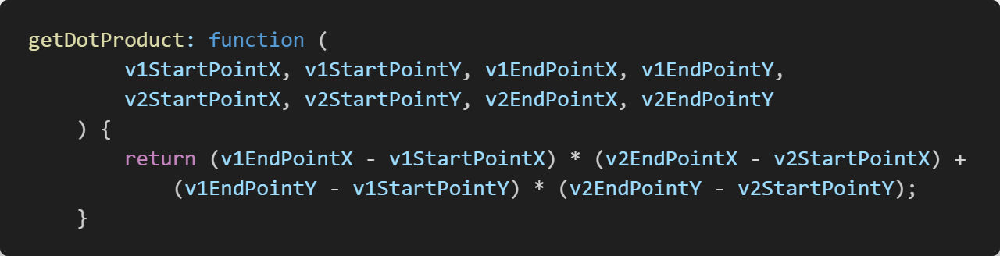 getDotProduct: function (
        v1StartPointX, v1StartPointY, v1EndPointX, v1EndPointY,
        v2StartPointX, v2StartPointY, v2EndPointX, v2EndPointY
    ) {
        return (v1EndPointX - v1StartPointX) * (v2EndPointX - v2StartPointX) +
            (v1EndPointY - v1StartPointY) * (v2EndPointY - v2StartPointY);
    }